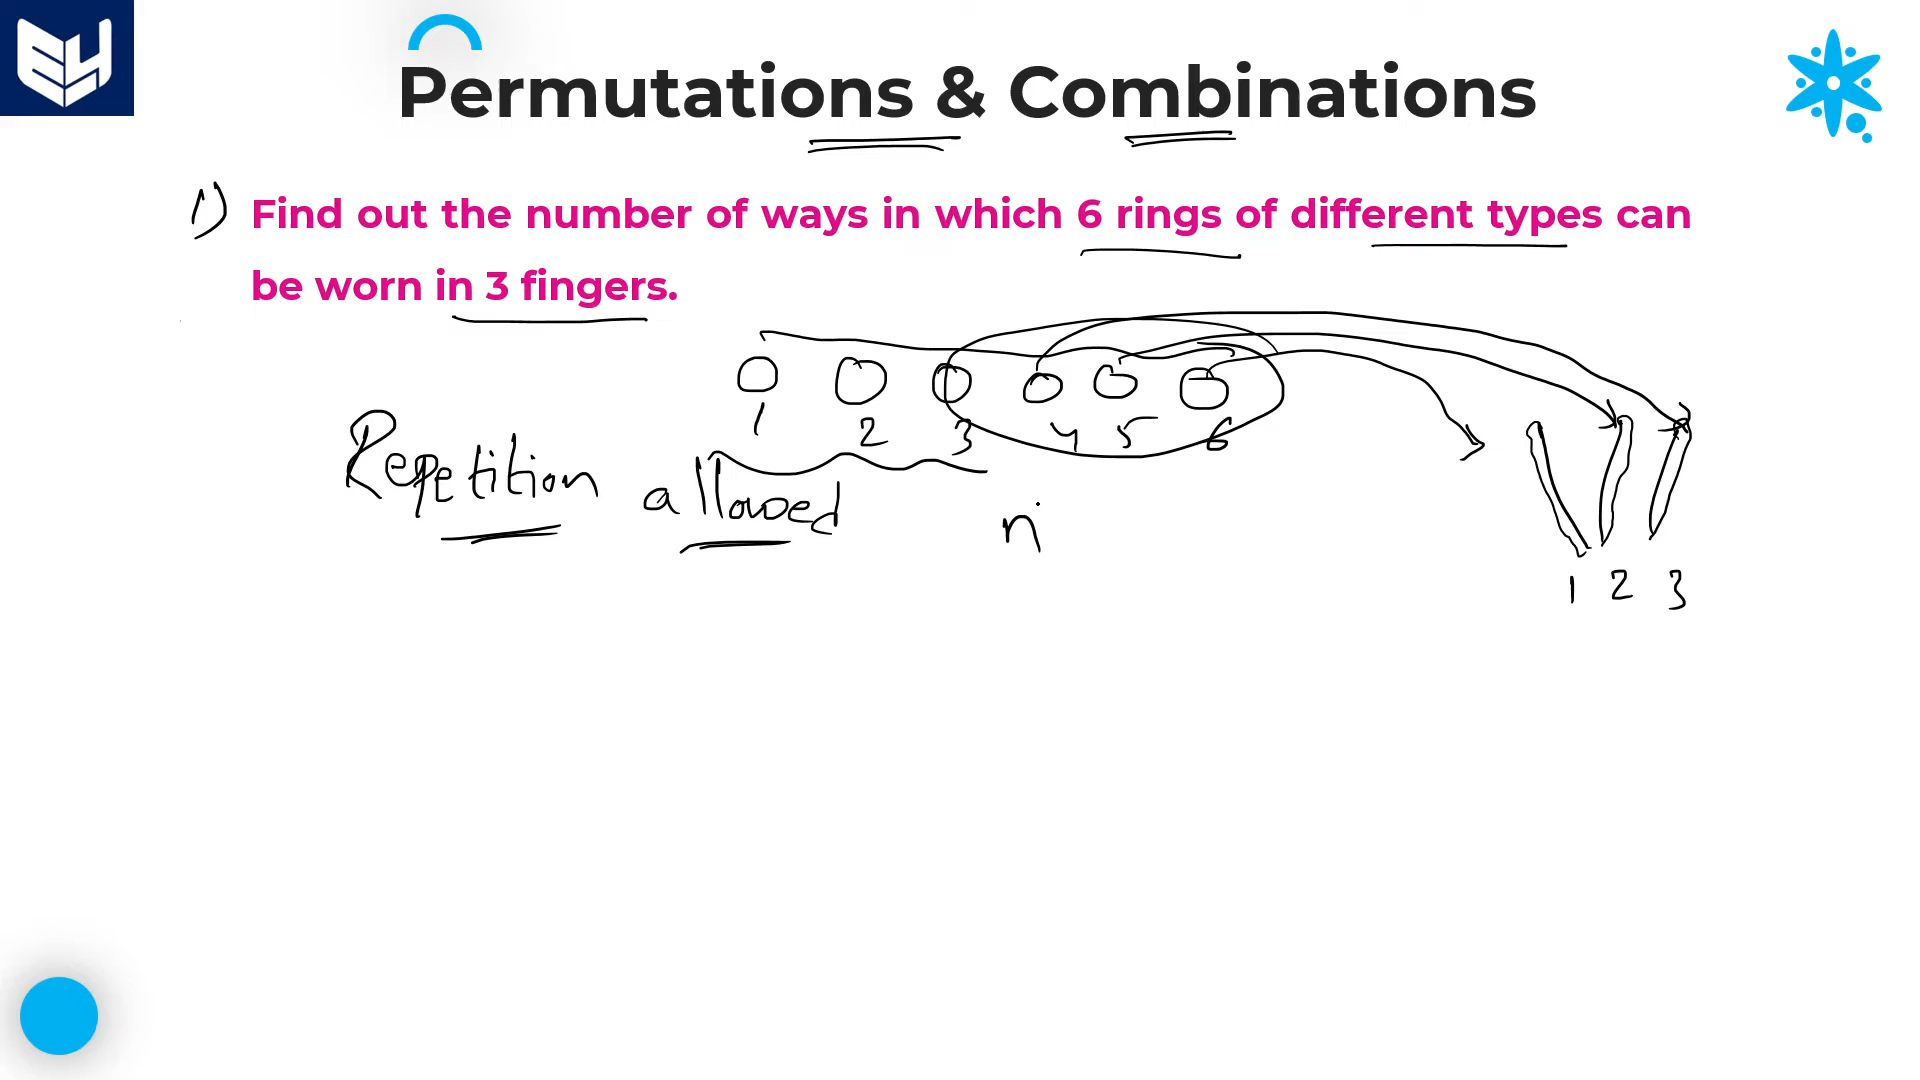 Permutations & Combinations
1) Find out the number of ways in which 6 rings of different types can
be worn in 3 fingers.
1 2 3 4 5 6
Repetition allowed n
1 2 3